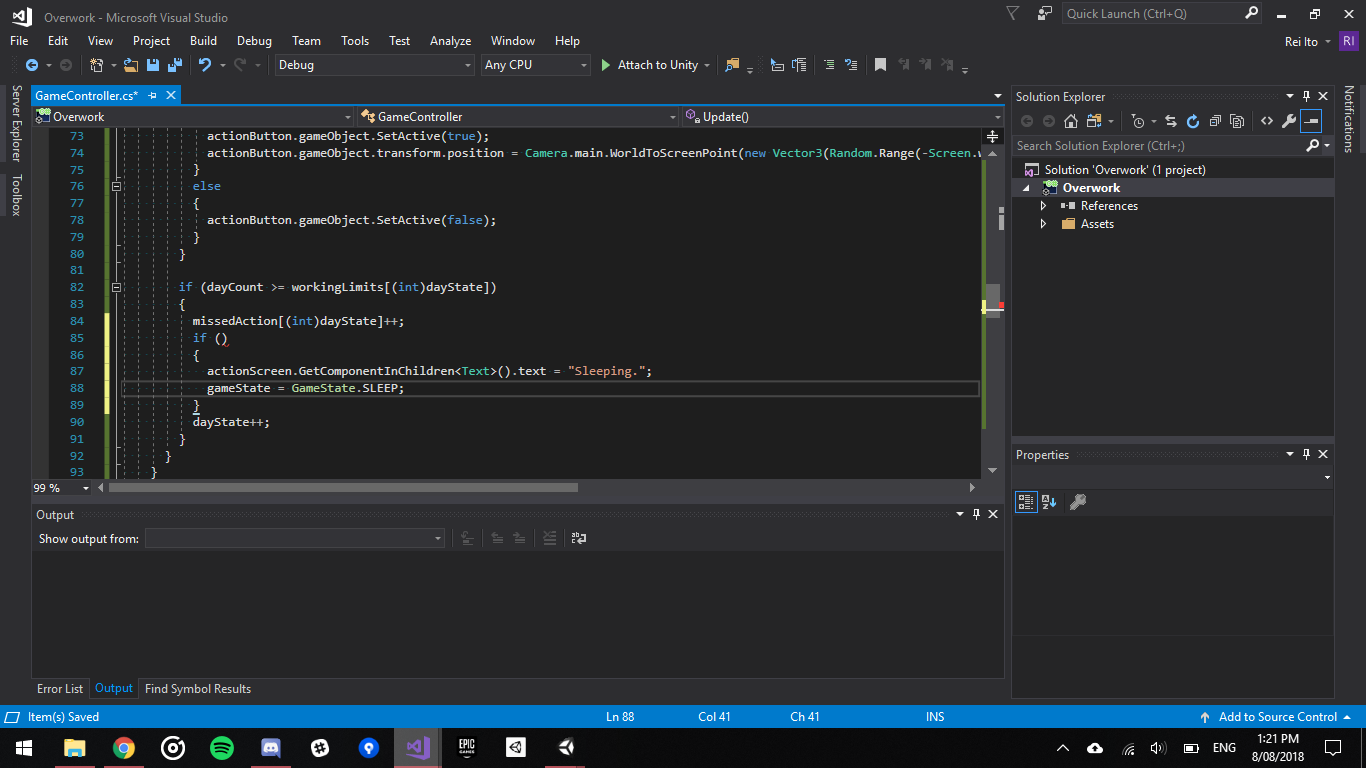 Overwork - Microsoft Visual Studio
Quick Launch (Ctrl+Q)
File Edit View Project Build Debug Team Tools Test Analyze Window Help
Rei Ito RI
Debug Any CPU Attach to Unity
Server Explorer
Toolbox
GameController.cs*
Overwork GameController Update()
73 actionButton.gameObject.SetActive(true);
74 actionButton.gameObject.transform.position = Camera.main.WorldToScreenPoint(new Vector3(Random.Range(-Screen.w
75 }
76 else
77 {
78 actionButton.gameObject.SetActive(false);
79 }
80 }
81
82 if (dayCount >= workingLimits[(int)dayState])
83 {
84 missedAction[(int)dayState]++;
85 if ()
86 {
87 actionScreen.GetComponentInChildren<Text>().text = "Sleeping.";
88 gameState = GameState.SLEEP;
89 }
90 dayState++;
91 }
92 }
93 }
99 %
Output
Show output from:
Error List Output Find Symbol Results
Solution Explorer
Search Solution Explorer (Ctrl+;)
Solution 'Overwork' (1 project)
Overwork
References
Assets
Properties
Notifications
Item(s) Saved Ln 88 Col 41 Ch 41 INS Add to Source Control
EPIC GAMES
ENG
1:21 PM
8/08/2018